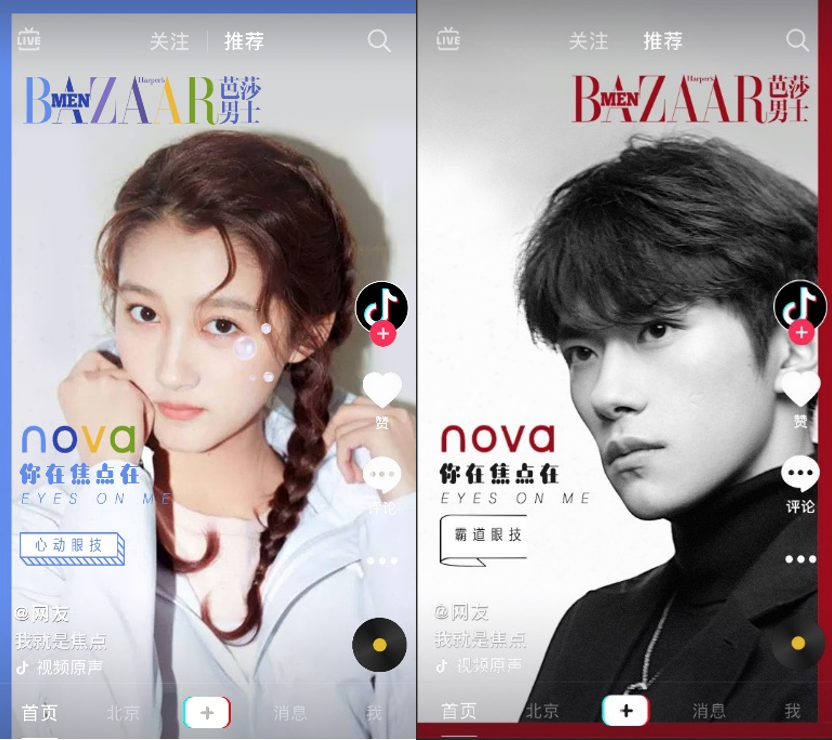 LIVE
关注
推荐
Harper's
BAZAAR
MEN
芭莎
男士
nova
你在焦点在
EYES ON ME
心动眼技
赞
评论
@网友
我就是焦点
视频原声
首页
北京
消息
我
LIVE
关注
推荐
Harper's
BAZAAR
MEN
芭莎
男士
nova
你在焦点在
EYES ON ME
霸道眼技
赞
评论
@网友
我就是焦点
视频原声
首页
北京
消息
我